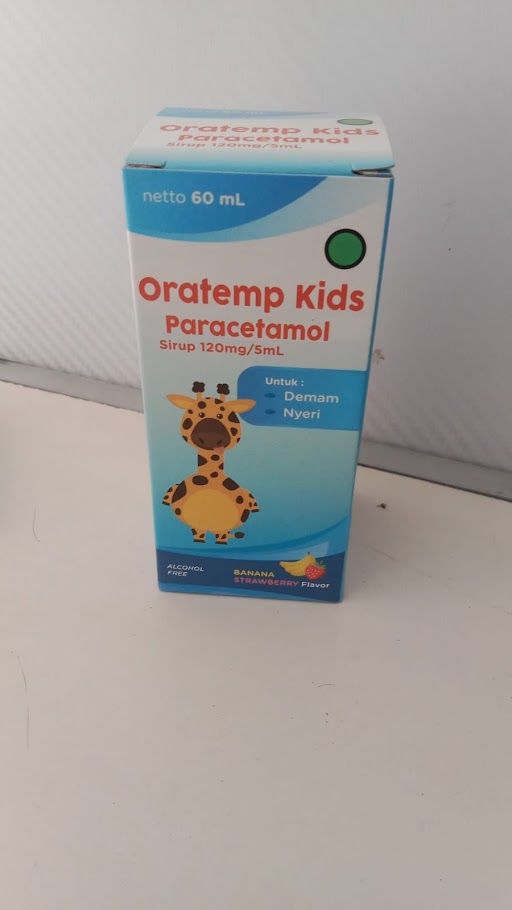 Oratemp Kids
Paracetamol
Sirup 120mg/5mL
netto 60 mL
Oratemp Kids
Paracetamol
Sirup 120mg/5mL
Untuk :
Demam
Nyeri
ALCOHOL
FREE
BANANA
STRAWBERRY Flavor